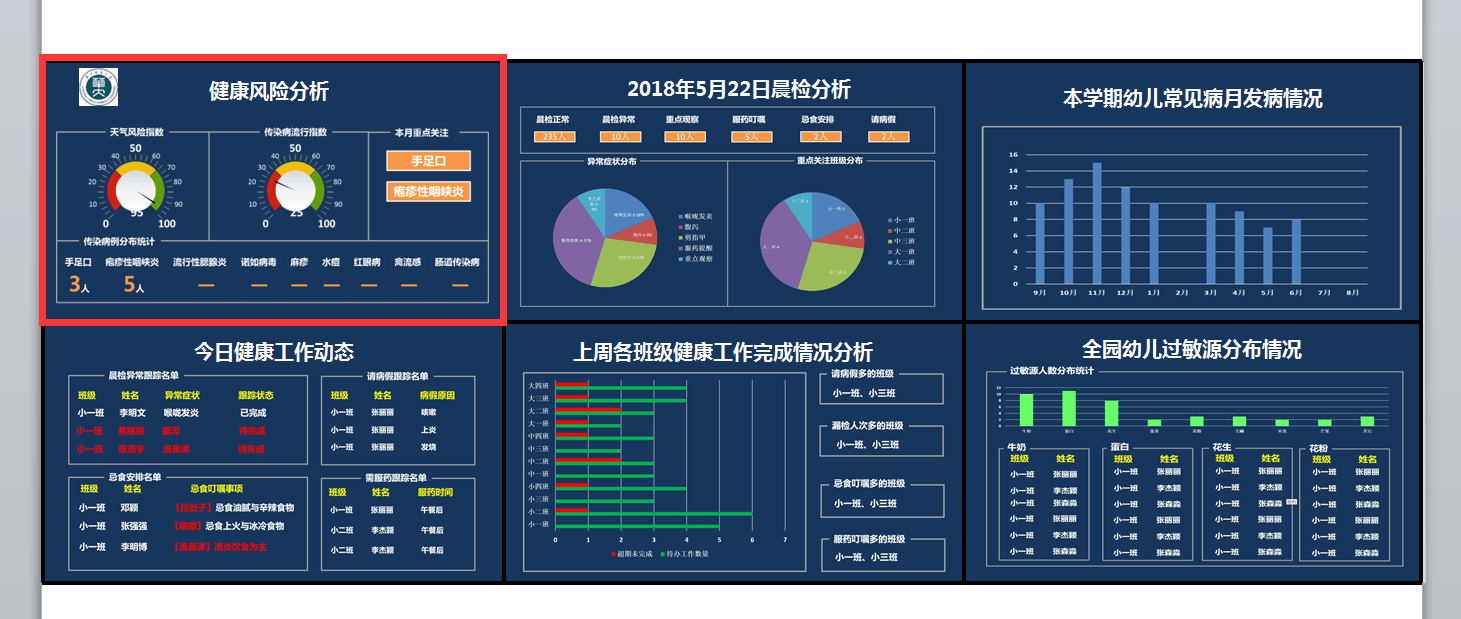 健康风险分析
天气风险指数
传染病流行指数
本月重点关注
0 10 20 30 40 50 60 70 80 90 100
95
0 10 20 30 40 50 60 70 80 90 100
25
手足口
疱疹性咽峡炎
传染病例分布统计
手足口 疱疹性咽峡炎 流行性腮腺炎 诺如病毒 麻疹 水痘 红眼病 禽流感 肠道传染病
3人 5人 — — — — — — —
2018年5月22日晨检分析
晨检正常 晨检异常 重点观察 服药叮嘱 忌食安排 请病假
235人 10人 10人 5人 2人 2人
异常症状分布
喉咙发炎
腹泻
剪指甲
服药提醒
重点观察
重点关注班级分布
小一班
中二班
中三班
大一班
大二班
本学期幼儿常见病月发病情况
16
14
12
10
8
6
4
2
0
9月 10月 11月 12月 1月 2月 3月 4月 5月 6月 7月 8月
今日健康工作动态
晨检异常跟踪名单
班级 姓名 异常症状 跟踪状态
小一班 李明文 喉咙发炎 已完成
小一班 黄丽丽 腹泻 待完成
小一班 陈浩宇 流鼻涕 待完成
请病假跟踪名单
班级 姓名 病假原因
小一班 张丽丽 咳嗽
小一班 张丽丽 上炎
小一班 张丽丽 发烧
忌食安排名单
班级 姓名 忌食叮嘱事项
小一班 邓颖 【拉肚子】忌食油腻与辛辣食物
小一班 张强强 【咳嗽】忌食上火与冰冷食物
小一班 李明博 【流鼻涕】消炎饮食为主
需服药跟踪名单
班级 姓名 服药时间
小一班 张丽丽 午餐后
小二班 李杰颖 午餐后
小二班 李杰颖 午餐后
上周各班级健康工作完成情况分析
大四班
大三班
大二班
大一班
中四班
中三班
中二班
中一班
小四班
小三班
小二班
小一班
0 1 2 3 4 5 6 7
超期未完成 待办工作数量
请病假多的班级
小一班、小三班
漏检人次多的班级
小一班、小三班
忌食叮嘱多的班级
小一班、小三班
服药叮嘱多的班级
小一班、小三班
全园幼儿过敏源分布情况
过敏源人数分布统计
12
10
8
6
4
2
0
牛奶 蛋白 花生
牛奶
班级 姓名
小一班 张丽丽
小一班 李杰颖
小一班 张森淼
小一班 张丽丽
小一班 李杰颖
小一班 张森淼
蛋白
班级 姓名
小一班 张丽丽
小一班 李杰颖
小一班 张森淼
小一班 张丽丽
小一班 李杰颖
小一班 张森淼
花生
班级 姓名
小一班 张丽丽
小一班 李杰颖
小一班 张森淼
小一班 张丽丽
小一班 李杰颖
小一班 张森淼
花粉
班级 姓名
小一班 张丽丽
小一班 李杰颖
小一班 张森淼
小一班 张丽丽
小一班 李杰颖
小一班 张森淼